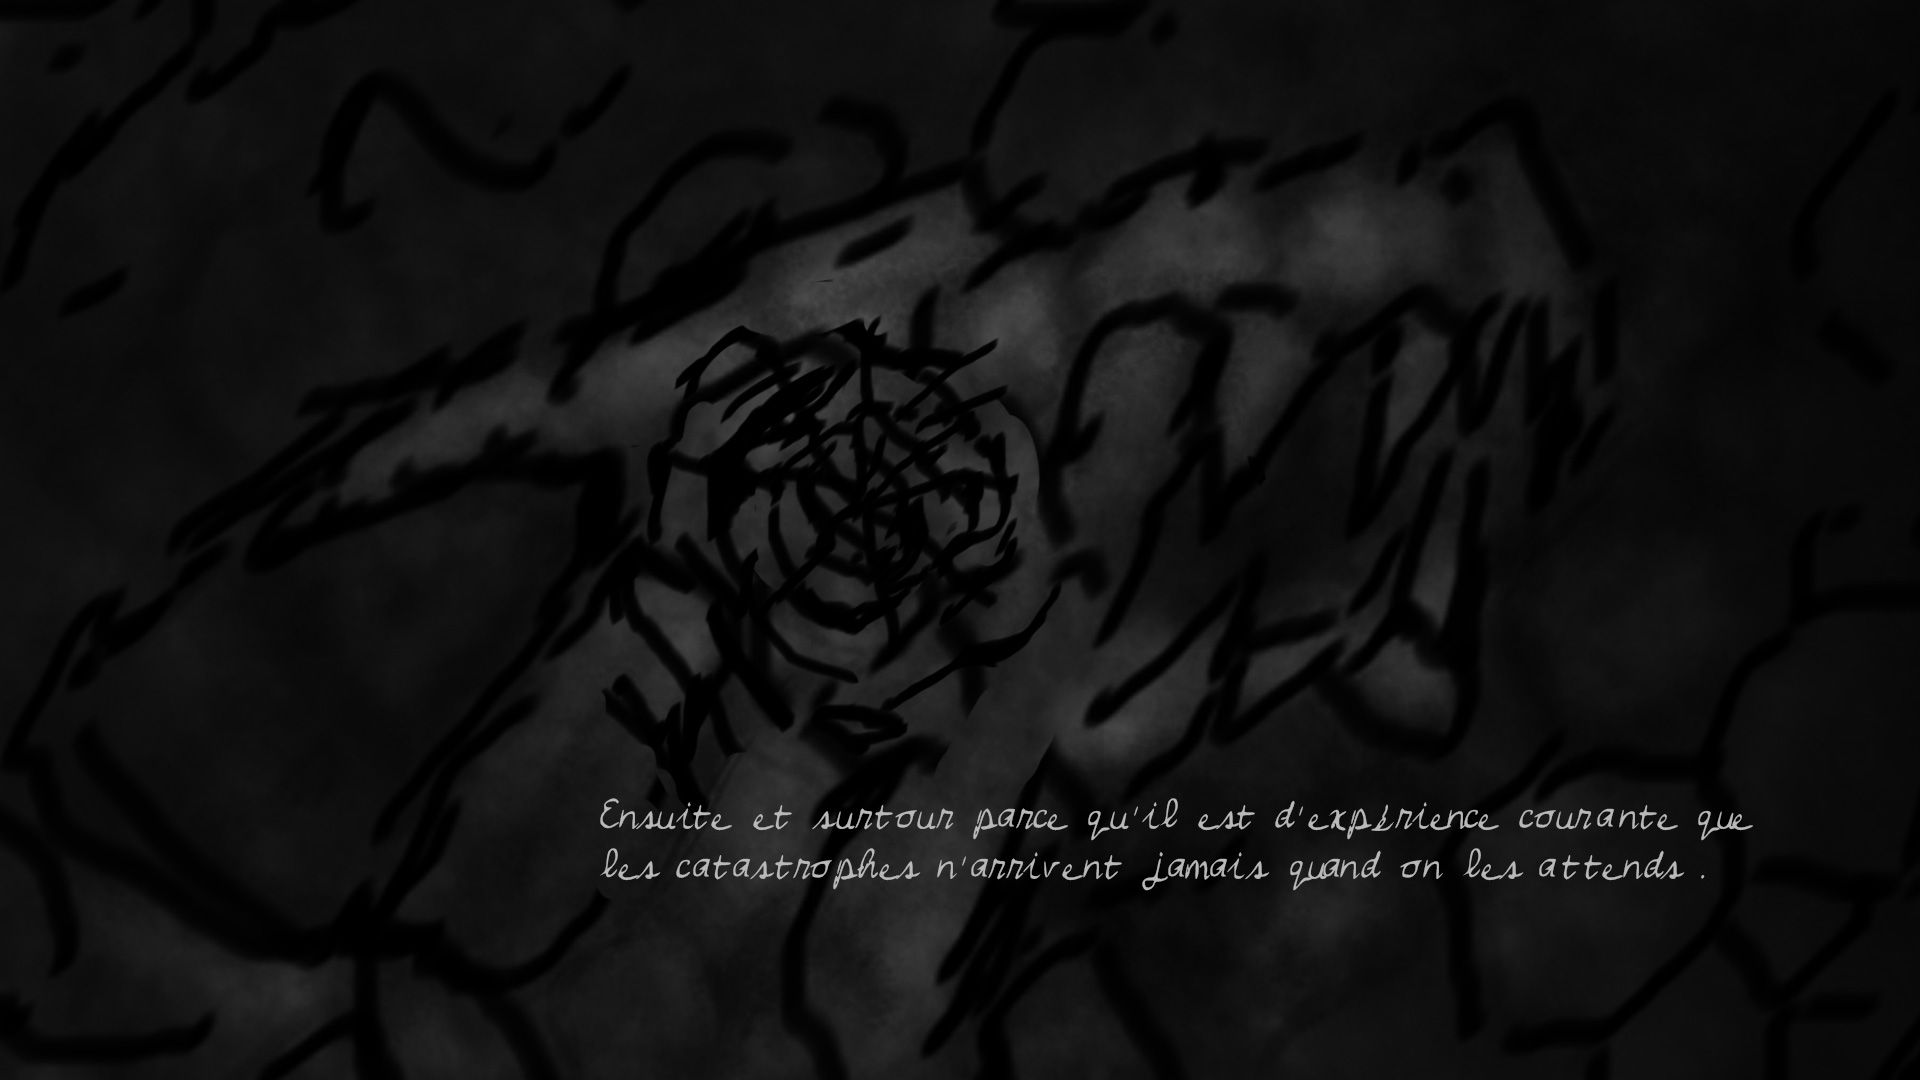 Ensuite et surtour parce qu'il est d'expérience courante que
les catastrophes n'arrivent jamais quand on les attends .